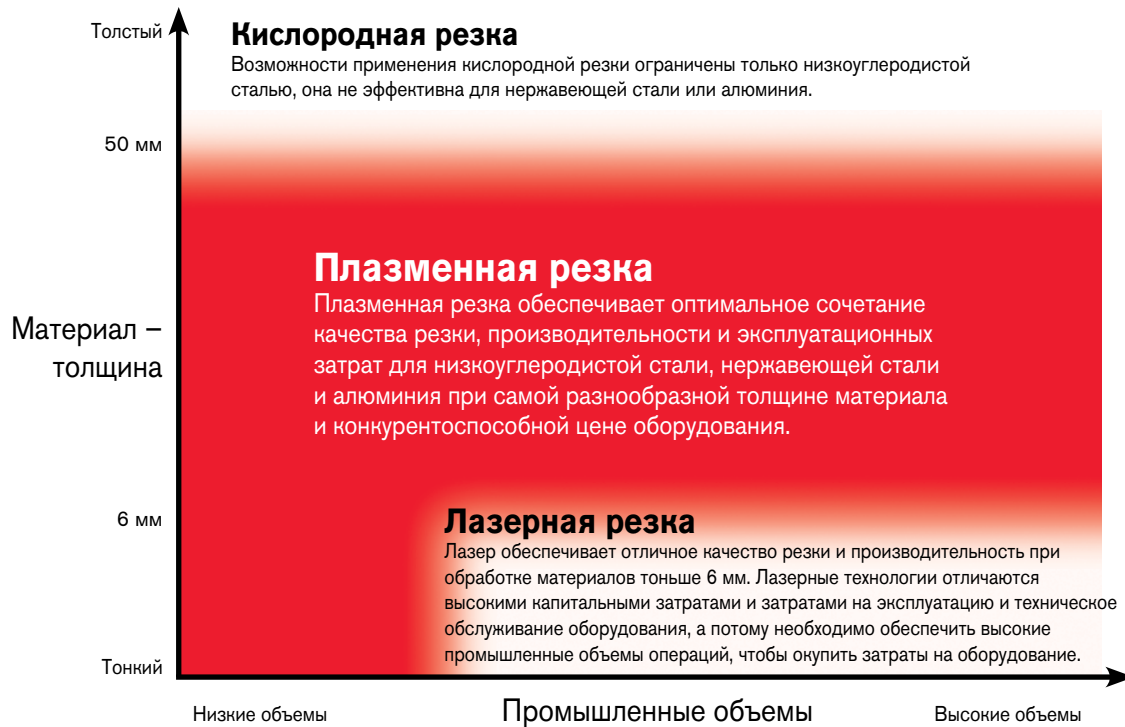 Толстый
Кислородная резка
Возможности применения кислородной резки ограничены только низкоуглеродистой
сталью, она не эффективна для нержавеющей стали или алюминия.
50 мм
Плазменная резка
Плазменная резка обеспечивает оптимальное сочетание
качества резки, производительности и эксплуатационных
затрат для низкоуглеродистой стали, нержавеющей стали
и алюминия при самой разнообразной толщине материала
и конкурентоспособной цене оборудования.
Материал –
толщина
6 мм
Лазерная резка
Лазер обеспечивает отличное качество резки и производительность при
обработке материалов тоньше 6 мм. Лазерные технологии отличаются
высокими капитальными затратами и затратами на эксплуатацию и техническое
обслуживание оборудования, а потому необходимо обеспечить высокие
промышленные объемы операций, чтобы окупить затраты на оборудование.
Тонкий
Низкие объемы
Промышленные объемы
Высокие объемы